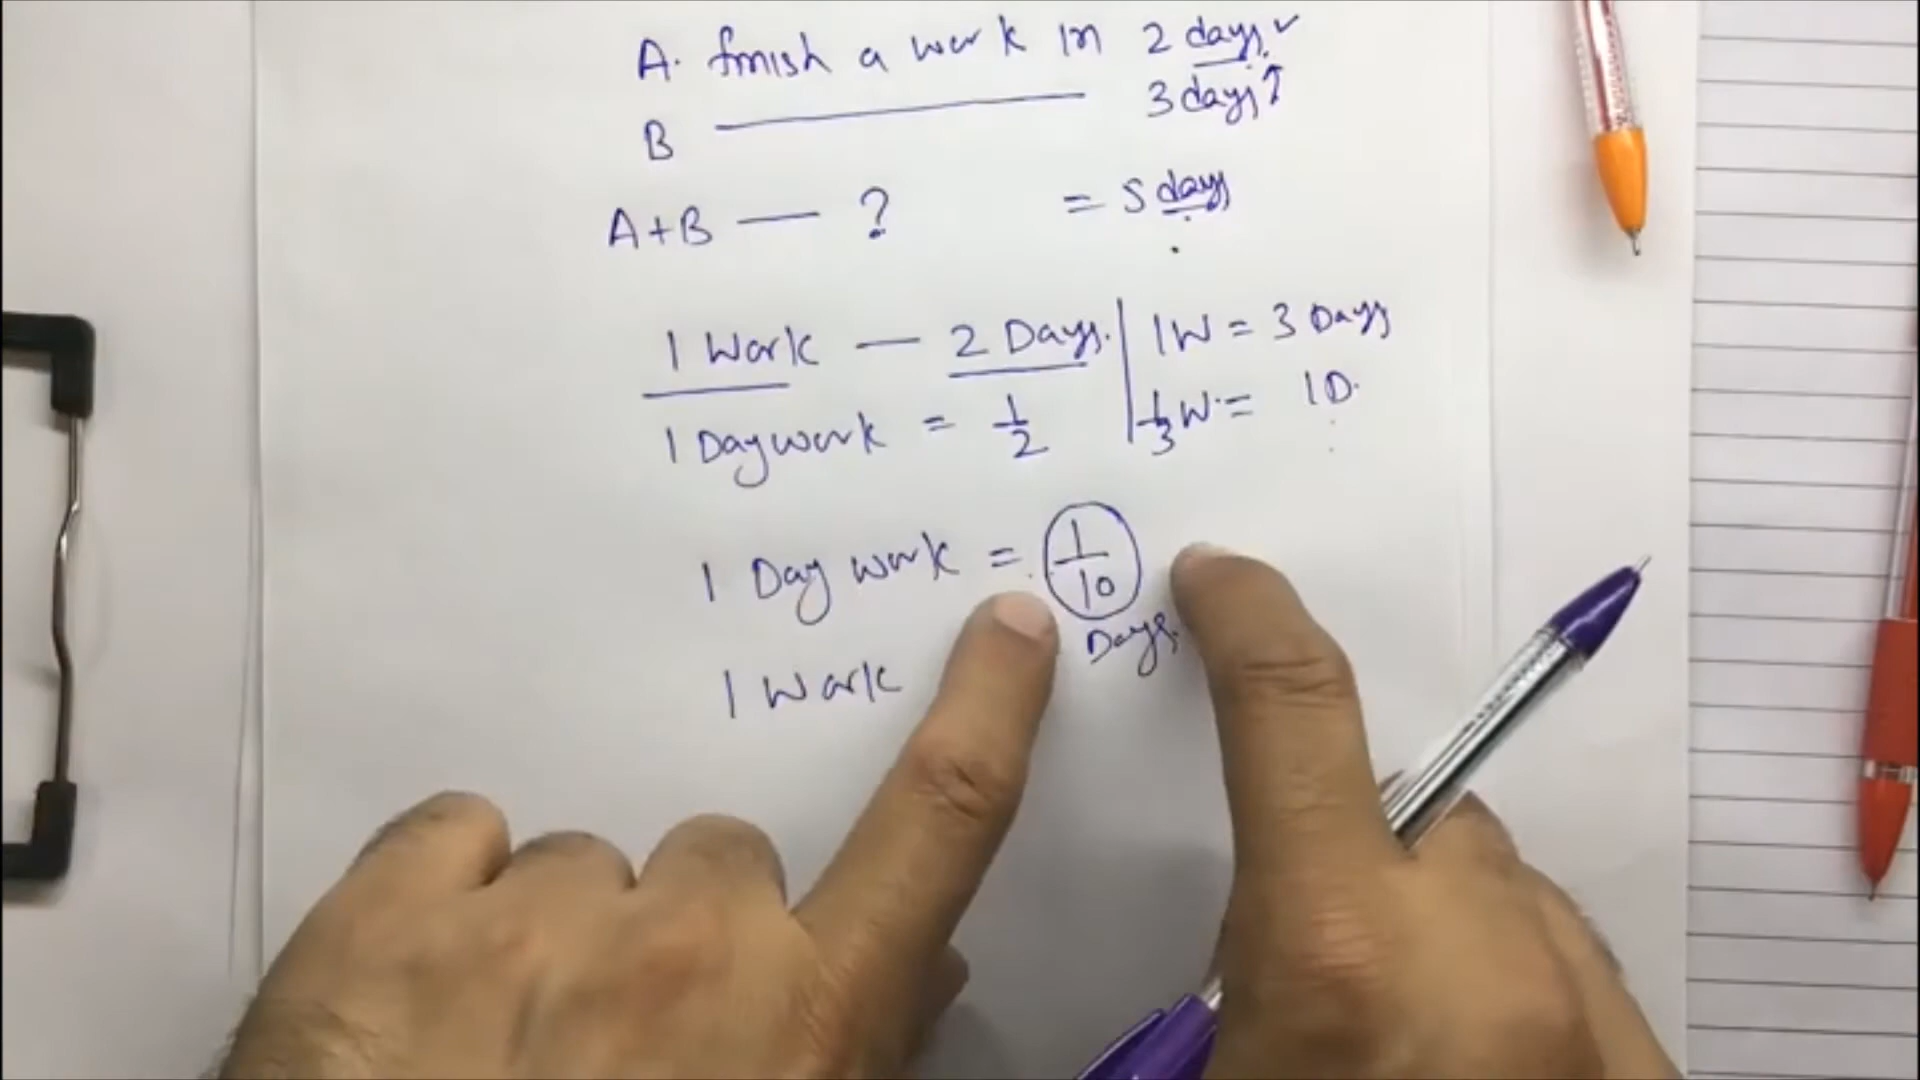 A. finish a work in 2 days. ✓
B ——— 3 days ↑
A+B — ? = 5 days
1 Work — 2 Days. | 1W = 3 Days
1 Day work = 1/2 | 1/3 W = 1D.
1 Day work = 1/10
Days.
1 Work